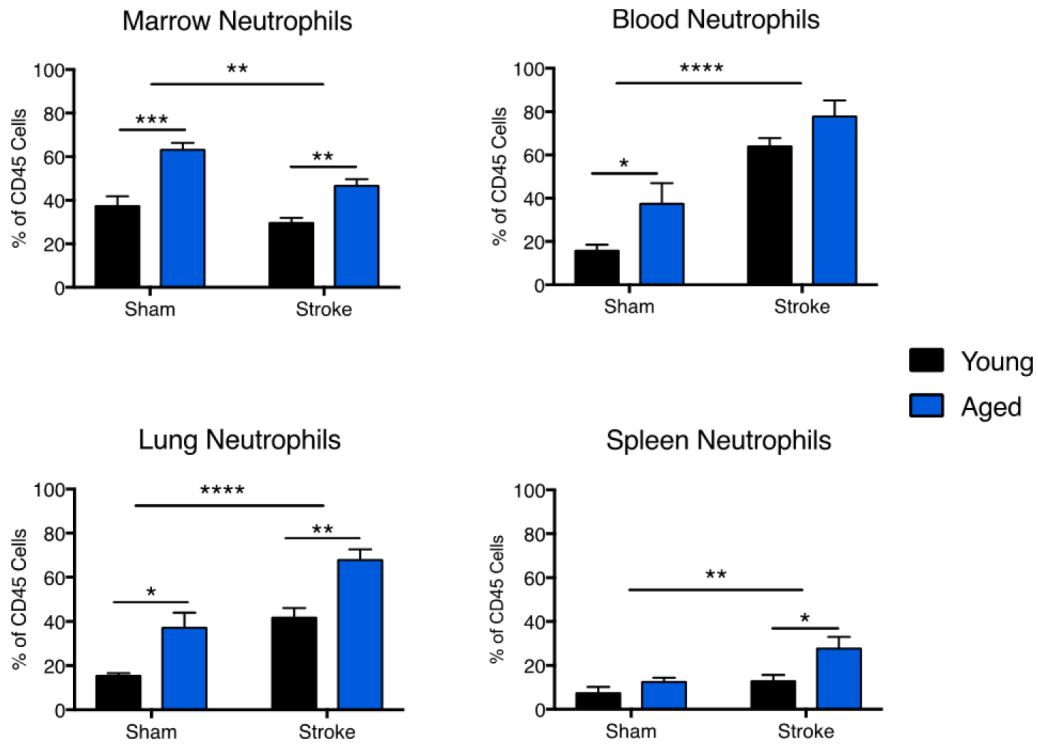 Marrow Neutrophils
% of CD45 Cells
100
80
60
40
20
0
***
**
**
Sham
Stroke
Blood Neutrophils
% of CD45 Cells
100
80
60
40
20
0
*
****
Sham
Stroke
Young
Aged
Lung Neutrophils
% of CD45 Cells
100
80
60
40
20
0
*
****
**
Sham
Stroke
Spleen Neutrophils
% of CD45 Cells
100
80
60
40
20
0
**
*
Sham
Stroke